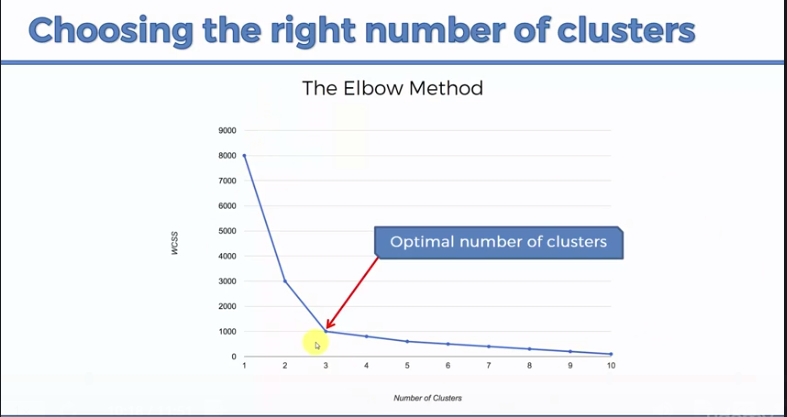 Choosing the right number of clusters
The Elbow Method
9000
8000
7000
6000
5000
4000
3000
2000
1000
0
WCSS
Optimal number of clusters
1 2 3 4 5 6 7 8 9 10
Number of Clusters